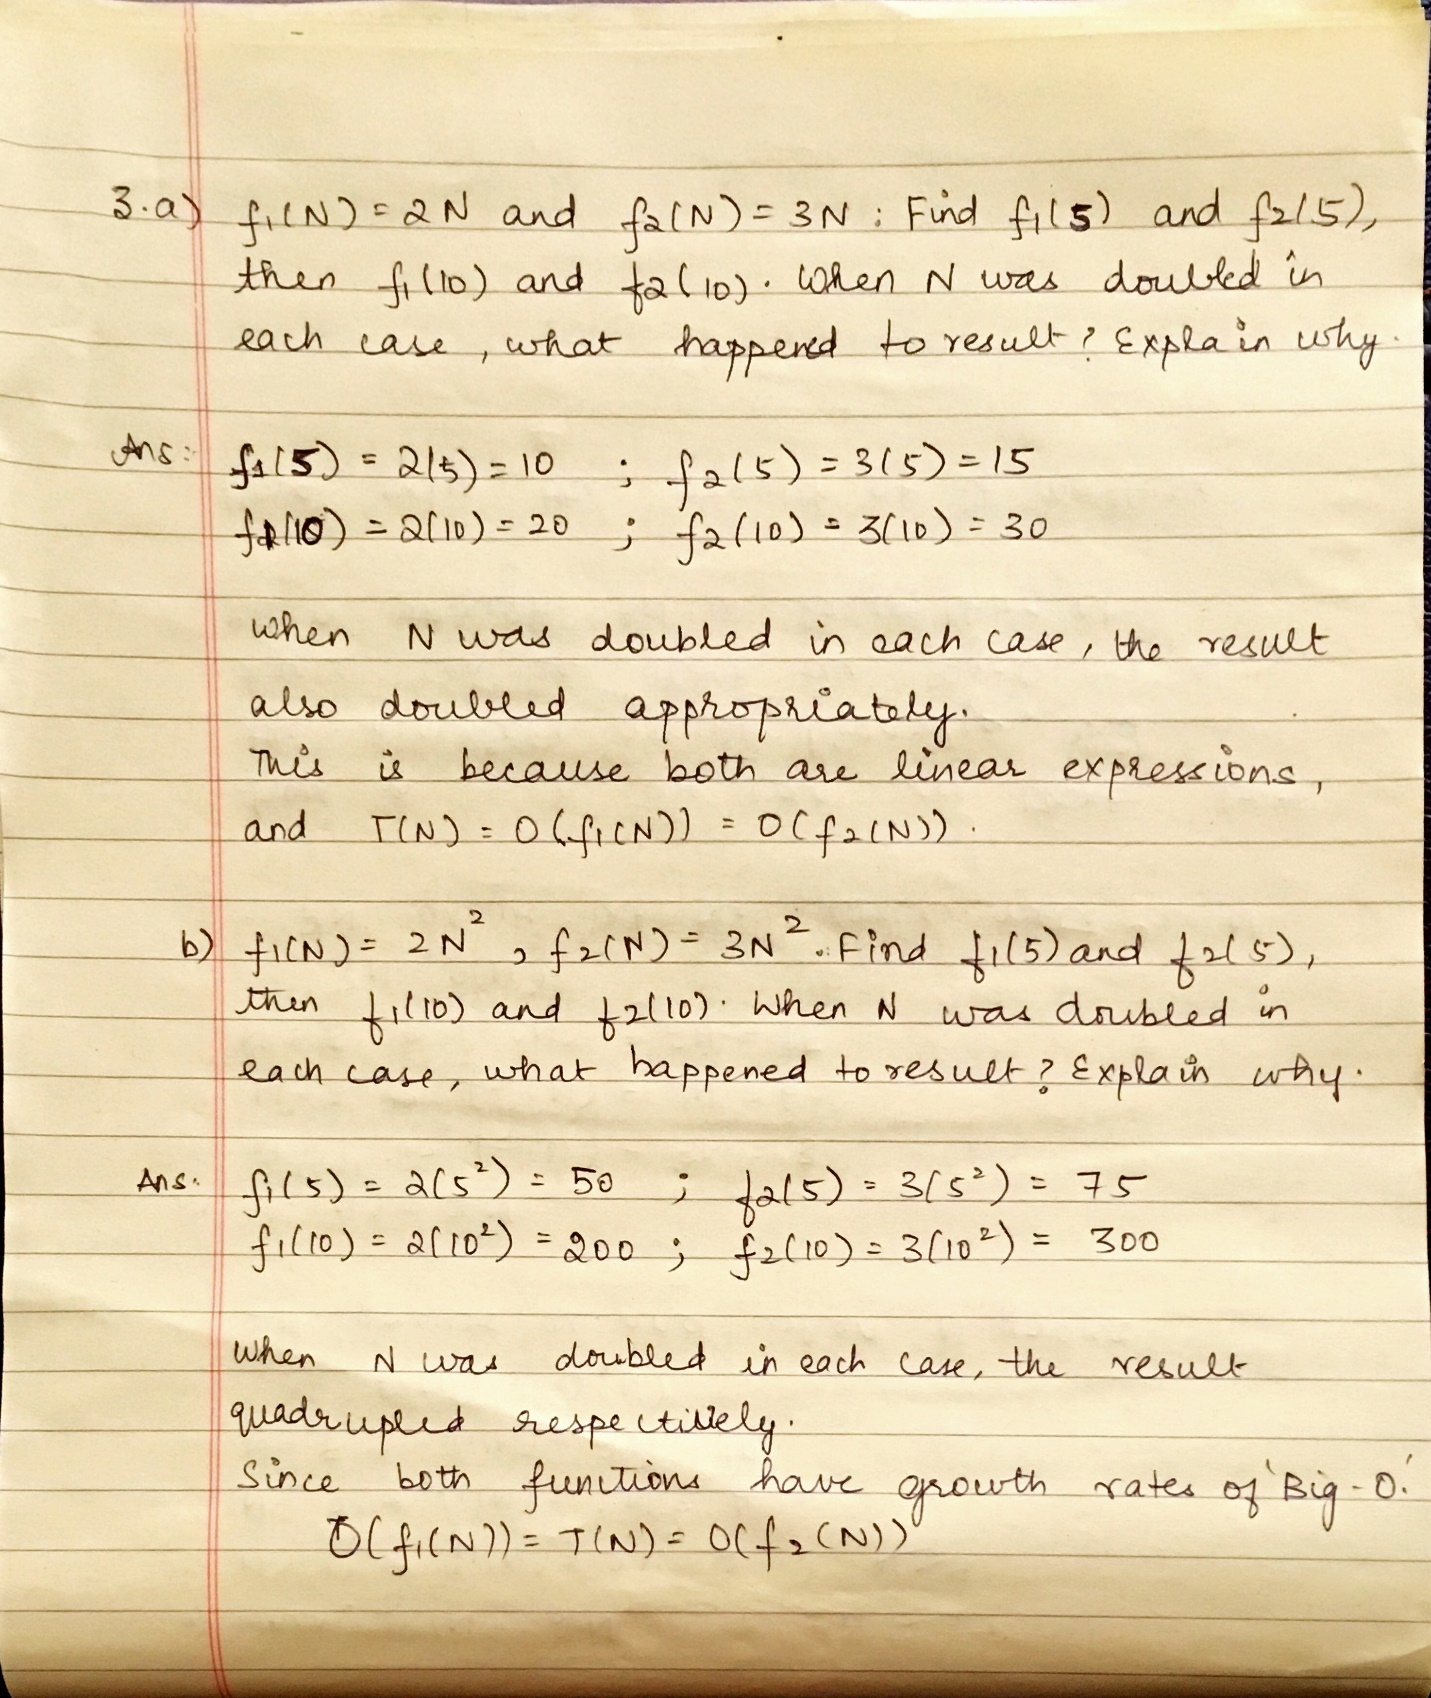 3.a) f1(N) = 2N and f2(N) = 3N ; Find f1(5) and f2(5),
then f1(10) and f2(10). When N was doubled in
each case, what happened to result? Explain why.
Ans: f1(5) = 2(5) = 10 ; f2(5) = 3(5) = 15
f1(10) = 2(10) = 20 ; f2(10) = 3(10) = 30
When N was doubled in each case, the result
also doubled appropriately.
This is because both are linear expressions,
and T(N) = O(f1(N)) = O(f2(N)).
b) f1(N) = 2N², f2(N) = 3N². Find f1(5) and f2(5),
then f1(10) and f2(10). When N was doubled in
each case, what happened to result? Explain why.
Ans. f1(5) = 2(5²) = 50 ; f2(5) = 3(5²) = 75
f1(10) = 2(10²) = 200 ; f2(10) = 3(10²) = 300
When N was doubled in each case, the result
quadrupled respectively.
Since both functions have growth rates of 'Big-O.'
O(f1(N)) = T(N) = O(f2(N))